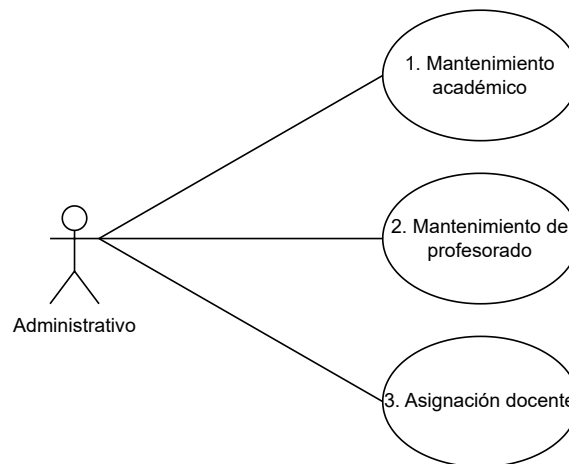 1. Mantenimiento
académico
2. Mantenimiento de
profesorado
Administrativo
3. Asignación docente